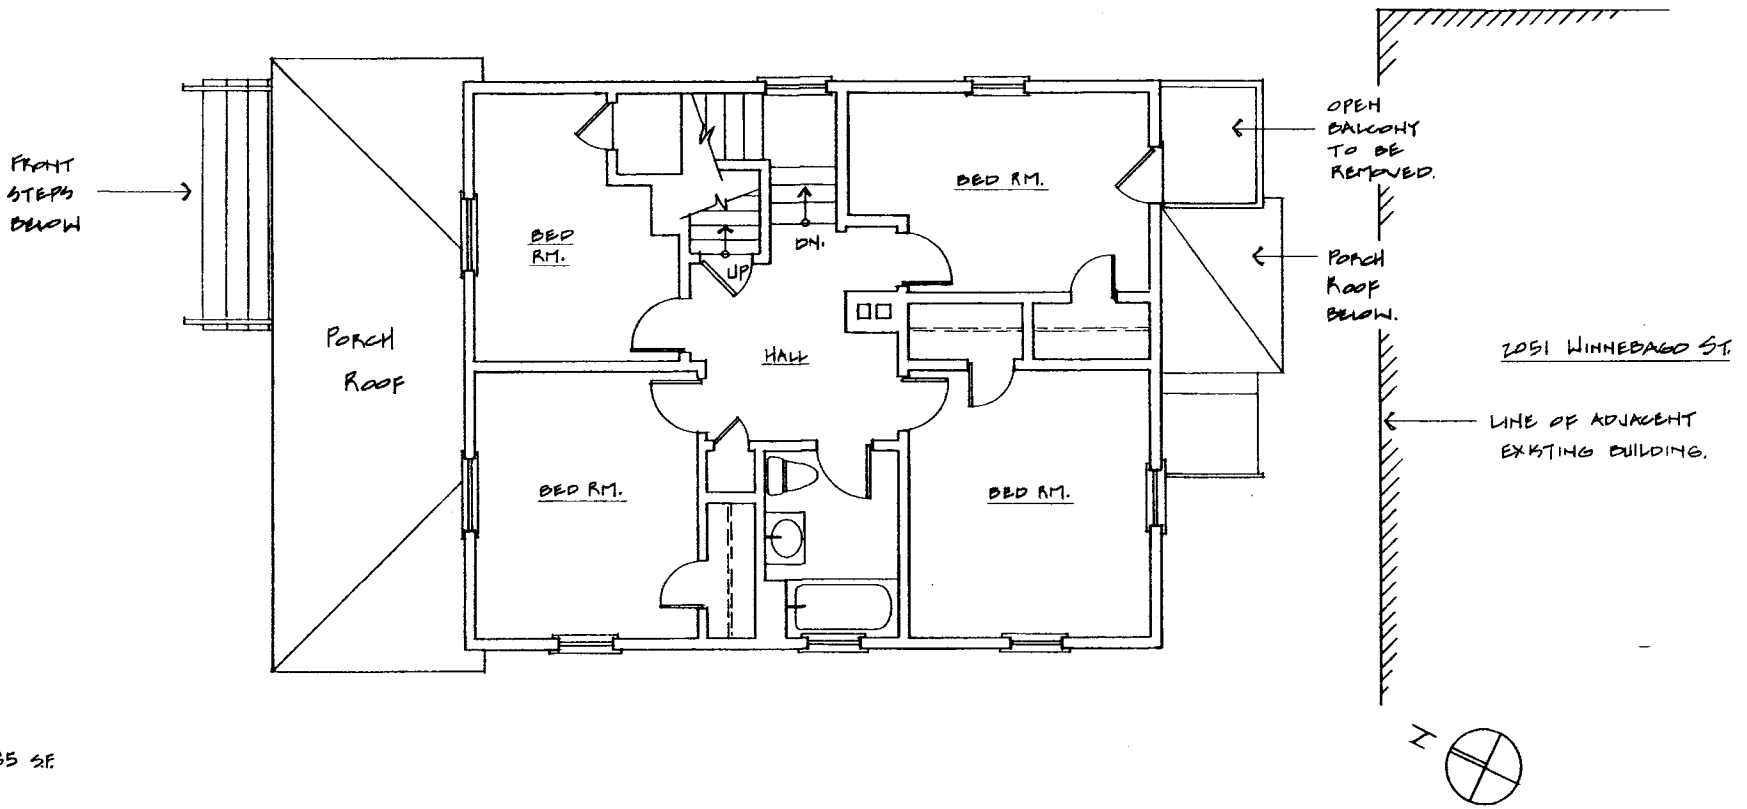 FRONT
STEPS
BELOW
PORCH
ROOF
BED
RM.
UP
DN.
BED RM.
HALL
BED RM.
BED RM.
OPEN
BALCONY
TO BE
REMOVED.
PORCH
ROOF
BELOW.
2051 WINNEBAGO ST.
LINE OF ADJACENT
EXISTING BUILDING.
N
35 S.F.